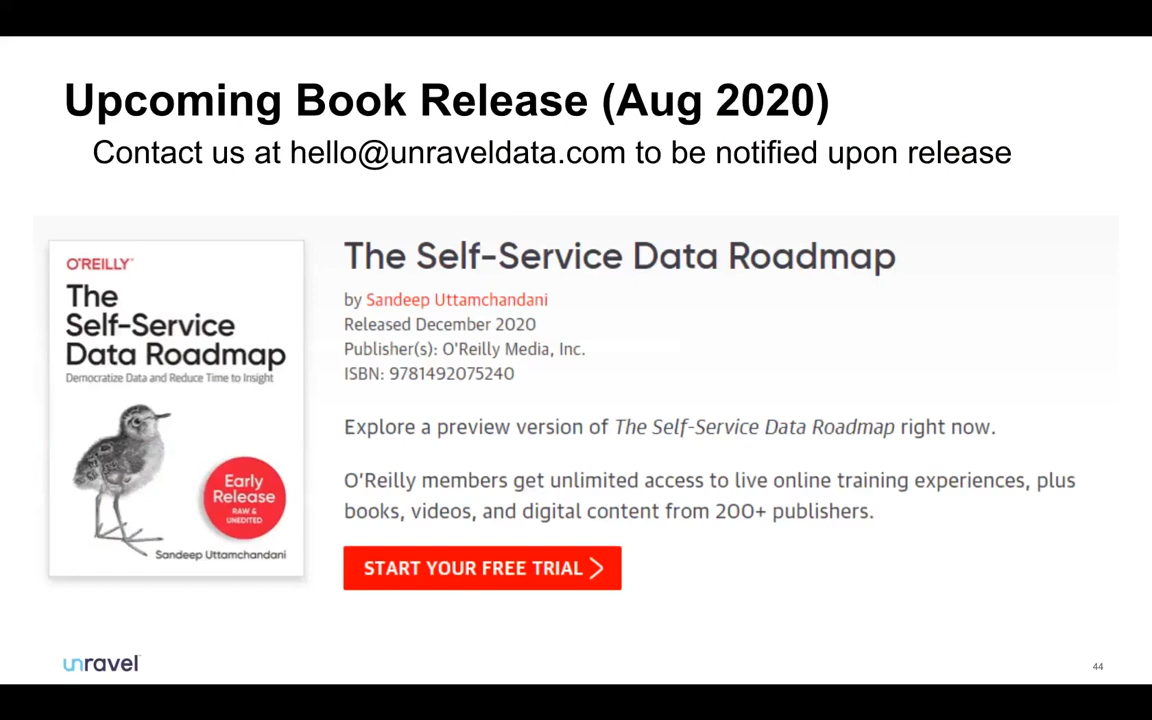 Upcoming Book Release (Aug 2020)
Contact us at hello@unraveldata.com to be notified upon release
O'REILLY®
The
Self-Service
Data Roadmap
Democratize Data and Reduce Time to Insight
Early
Release
RAW &
UNEDITED
Sandeep Uttamchandani
The Self-Service Data Roadmap
by Sandeep Uttamchandani
Released December 2020
Publisher(s): O'Reilly Media, Inc.
ISBN: 9781492075240
Explore a preview version of The Self-Service Data Roadmap right now.
O'Reilly members get unlimited access to live online training experiences, plus
books, videos, and digital content from 200+ publishers.
START YOUR FREE TRIAL
unravel
44